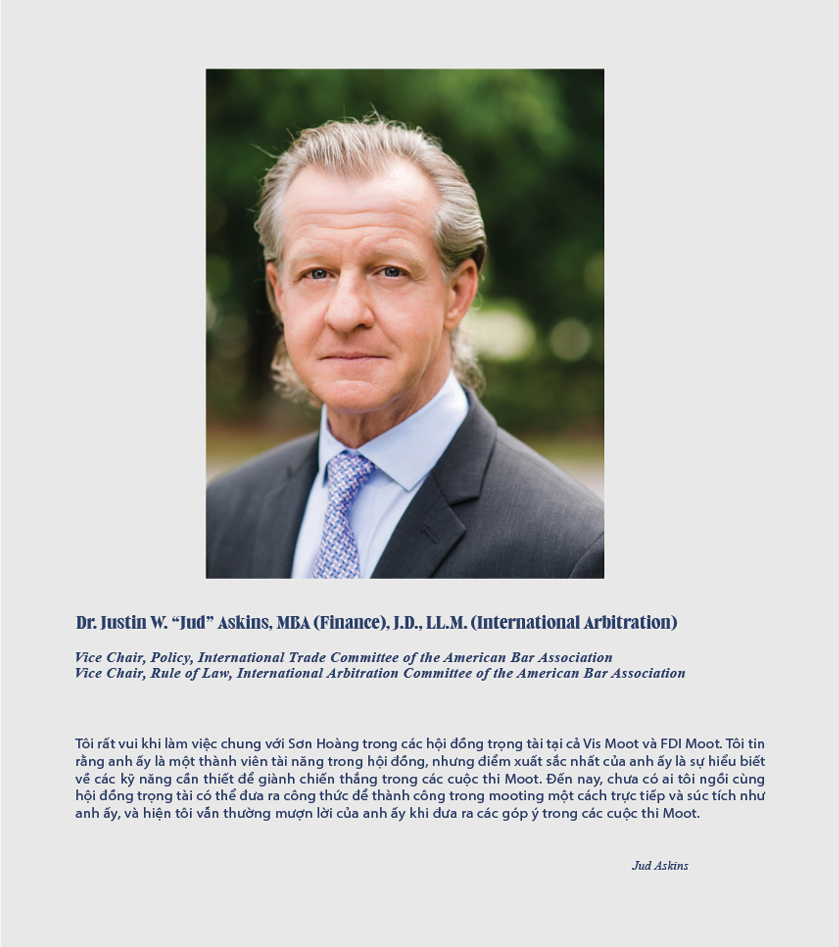 Dr. Justin W. “Jud” Askins, MBA (Finance), J.D., LL.M. (International Arbitration)
Vice Chair, Policy, International Trade Committee of the American Bar Association
Vice Chair, Rule of Law, International Arbitration Committee of the American Bar Association
Tôi rất vui khi làm việc chung với Sơn Hoàng trong các hội đồng trọng tài tại cả Vis Moot và FDI Moot. Tôi tin
rằng anh ấy là một thành viên tài năng trong hội đồng, nhưng điểm xuất sắc nhất của anh ấy là sự hiểu biết
về các kỹ năng cần thiết để giành chiến thắng trong các cuộc thi Moot. Đến nay, chưa có ai tôi ngồi cùng
hội đồng trọng tài có thể đưa ra công thức để thành công trong mooting một cách trực tiếp và súc tích như
anh ấy, và hiện tôi vẫn thường mượn lời của anh ấy khi đưa ra các góp ý trong các cuộc thi Moot.
Jud Askins